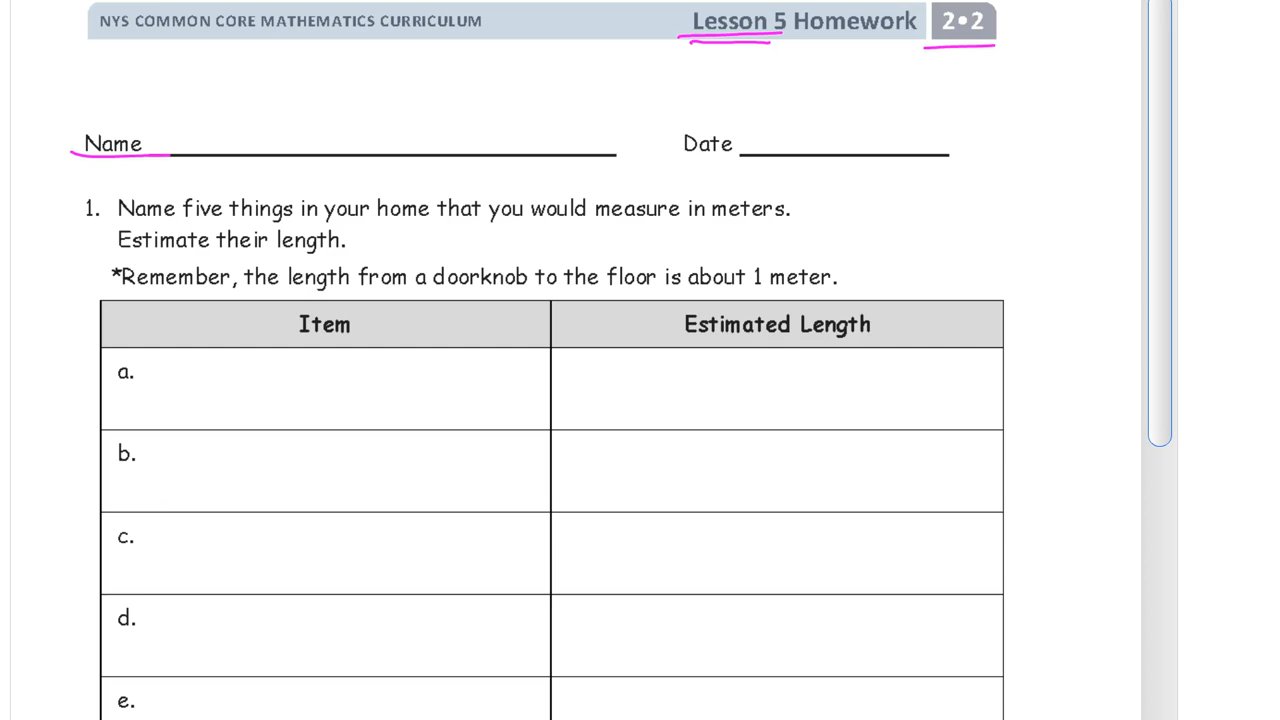 NYS COMMON CORE MATHEMATICS CURRICULUM Lesson 5 Homework 2•2
Name Date
1. Name five things in your home that you would measure in meters.
Estimate their length.
*Remember, the length from a doorknob to the floor is about 1 meter.
Item Estimated Length
a.
b.
c.
d.
e.